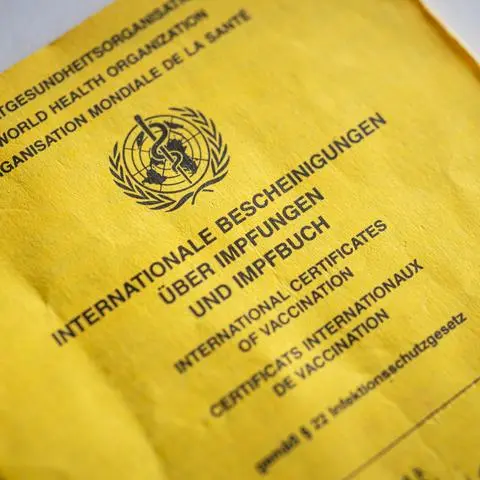 TGESUNDHEITSORGANISATION
WORLD HEALTH ORGANIZATION
ORGANISATION MONDIALE DE LA SANTÉ
INTERNATIONALE BESCHEINIGUNGEN
ÜBER IMPFUNGEN
UND IMPFBUCH
INTERNATIONAL CERTIFICATES
OF VACCINATION
CERTIFICATS INTERNATIONAUX
DE VACCINATION
gemäß § 22 Infektionsschutzgesetz